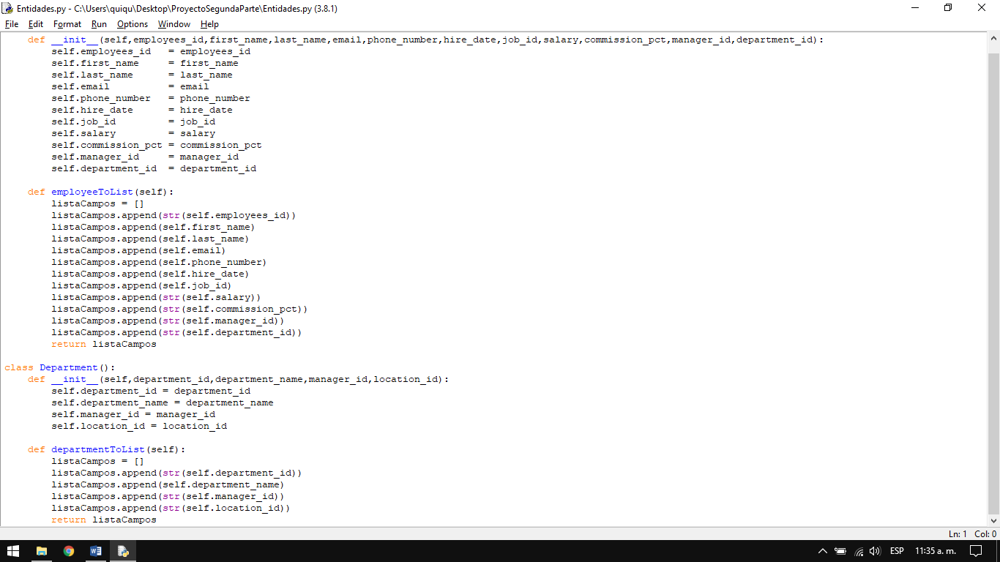 Entidades.py - C:\Users\quiqu\Desktop\ProyectoSegundaParte\Entidades.py (3.8.1)
File Edit Format Run Options Window Help
    def __init__(self,employees_id,first_name,last_name,email,phone_number,hire_date,job_id,salary,commission_pct,manager_id,department_id):
        self.employees_id   = employees_id
        self.first_name     = first_name
        self.last_name      = last_name
        self.email          = email
        self.phone_number   = phone_number
        self.hire_date      = hire_date
        self.job_id         = job_id
        self.salary         = salary
        self.commission_pct = commission_pct
        self.manager_id     = manager_id
        self.department_id  = department_id

    def employeeToList(self):
        listaCampos = []
        listaCampos.append(str(self.employees_id))
        listaCampos.append(self.first_name)
        listaCampos.append(self.last_name)
        listaCampos.append(self.email)
        listaCampos.append(self.phone_number)
        listaCampos.append(self.hire_date)
        listaCampos.append(self.job_id)
        listaCampos.append(str(self.salary))
        listaCampos.append(str(self.commission_pct))
        listaCampos.append(str(self.manager_id))
        listaCampos.append(str(self.department_id))
        return listaCampos

class Department():
    def __init__(self,department_id,department_name,manager_id,location_id):
        self.department_id = department_id
        self.department_name = department_name
        self.manager_id = manager_id
        self.location_id = location_id

    def departmentToList(self):
        listaCampos = []
        listaCampos.append(str(self.department_id))
        listaCampos.append(self.department_name)
        listaCampos.append(str(self.manager_id))
        listaCampos.append(str(self.location_id))
        return listaCampos
Ln: 1 Col: 0
ESP 11:35 a. m.